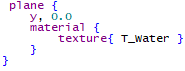 plane {
y, 0.0
material {
texture{ T_Water }
}
}